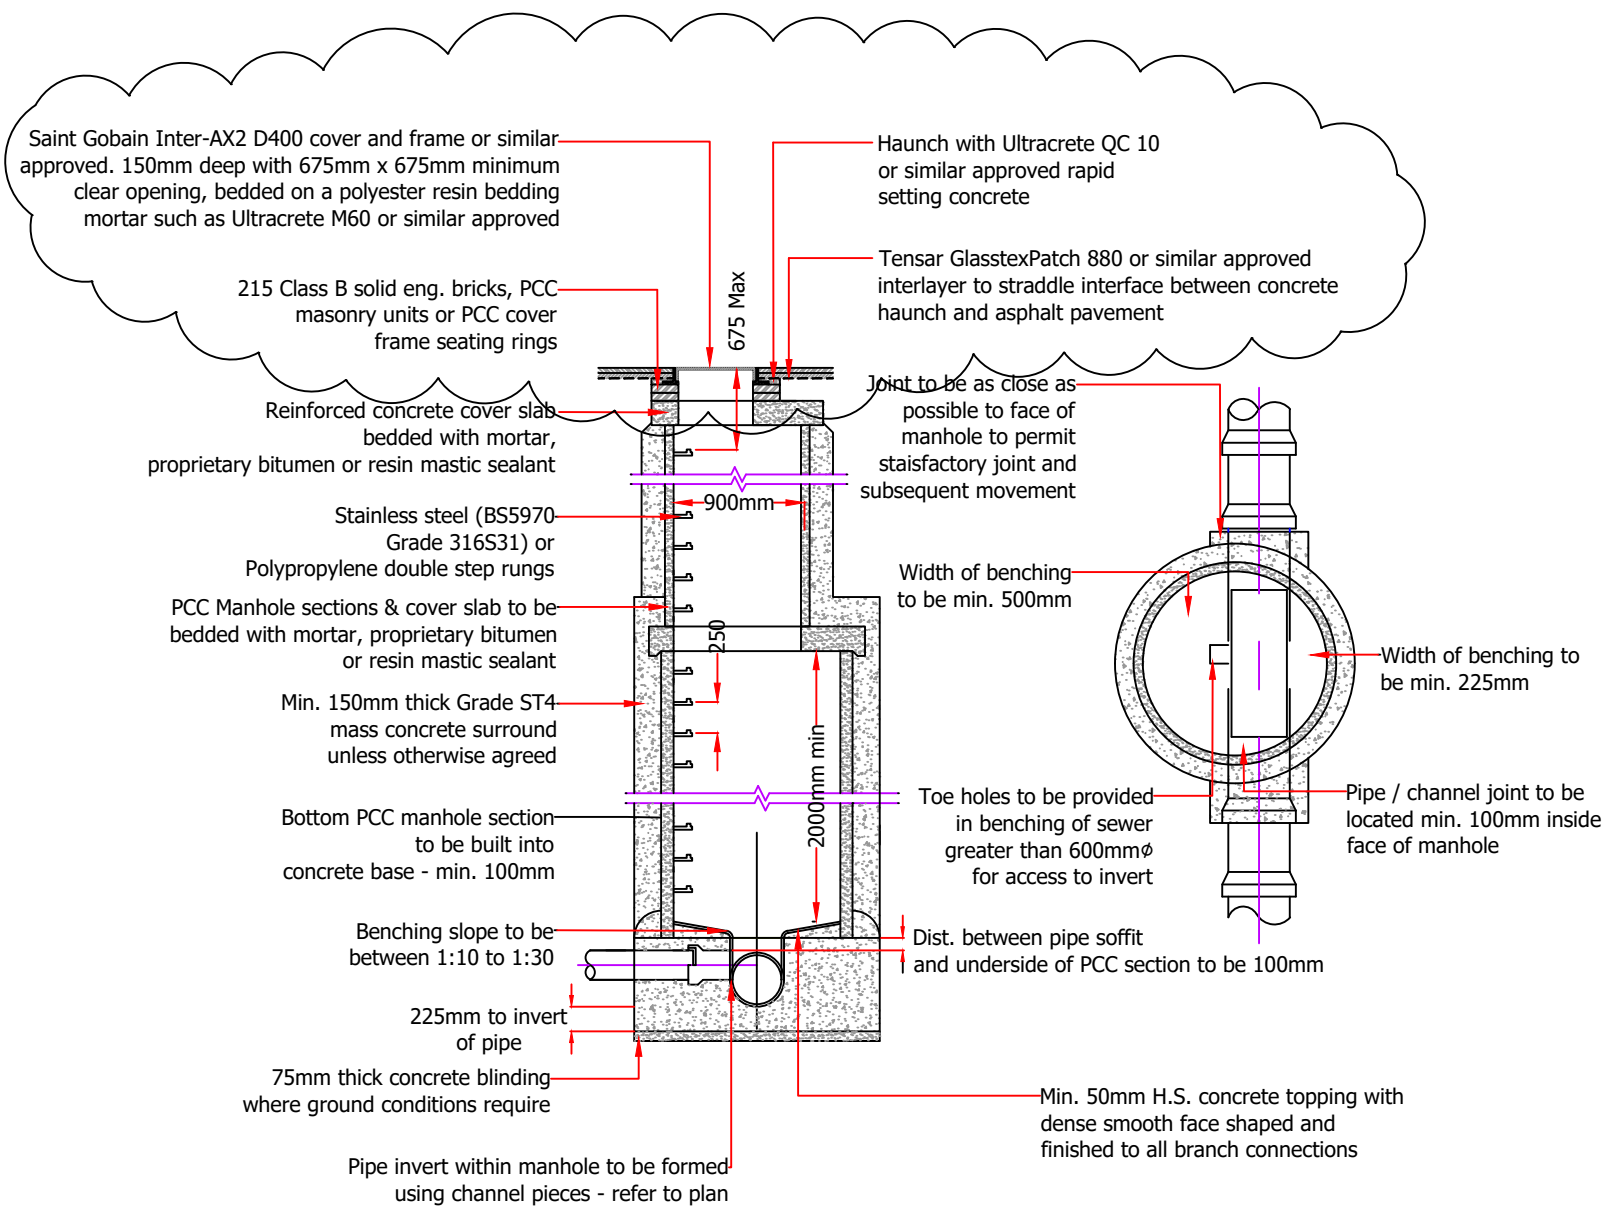 Saint Gobain Inter-AX2 D400 cover and frame or similar
approved. 150mm deep with 675mm x 675mm minimum
clear opening, bedded on a polyester resin bedding
mortar such as Ultracrete M60 or similar approved
Haunch with Ultracrete QC 10
or similar approved rapid
setting concrete
Tensar GlasstexPatch 880 or similar approved
interlayer to straddle interface between concrete
haunch and asphalt pavement
215 Class B solid eng. bricks, PCC
masonry units or PCC cover
frame seating rings
675 Max
Reinforced concrete cover slab
bedded with mortar,
proprietary bitumen or resin mastic sealant
Joint to be as close as
possible to face of
manhole to permit
staisfactory joint and
subsequent movement
900mm
Stainless steel (BS5970
Grade 316S31) or
Polypropylene double step rungs
Width of benching
to be min. 500mm
PCC Manhole sections & cover slab to be
bedded with mortar, proprietary bitumen
or resin mastic sealant
250
Width of benching to
be min. 225mm
Min. 150mm thick Grade ST4
mass concrete surround
unless otherwise agreed
2000mm min
Bottom PCC manhole section
to be built into
concrete base - min. 100mm
Toe holes to be provided
in benching of sewer
greater than 600mmϕ
for access to invert
Pipe / channel joint to be
located min. 100mm inside
face of manhole
Benching slope to be
between 1:10 to 1:30
Dist. between pipe soffit
and underside of PCC section to be 100mm
225mm to invert
of pipe
75mm thick concrete blinding
where ground conditions require
Min. 50mm H.S. concrete topping with
dense smooth face shaped and
finished to all branch connections
Pipe invert within manhole to be formed
using channel pieces - refer to plan